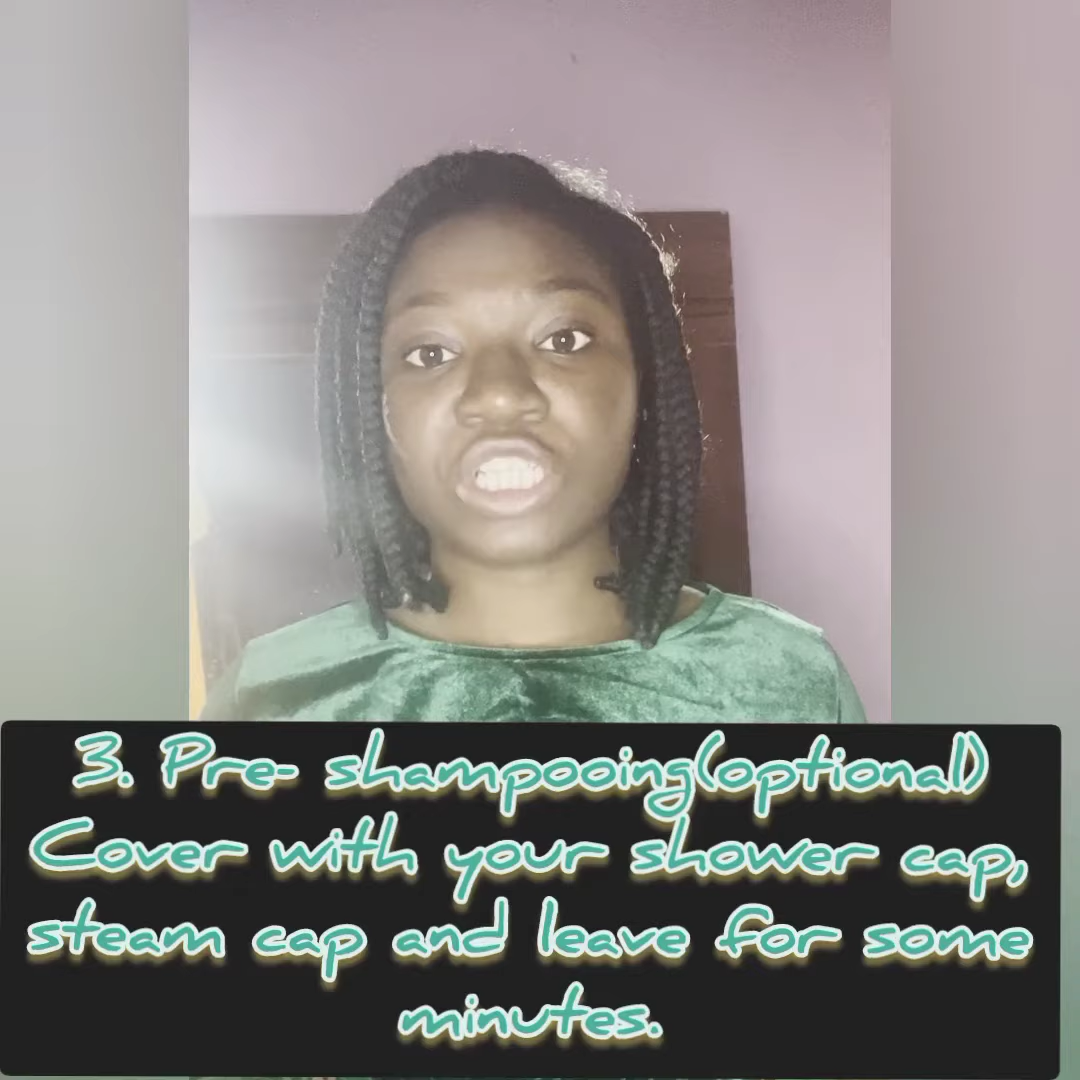 3. Pre- shampooing(optional)
Cover with your shower cap,
steam cap and leave for some
minutes.